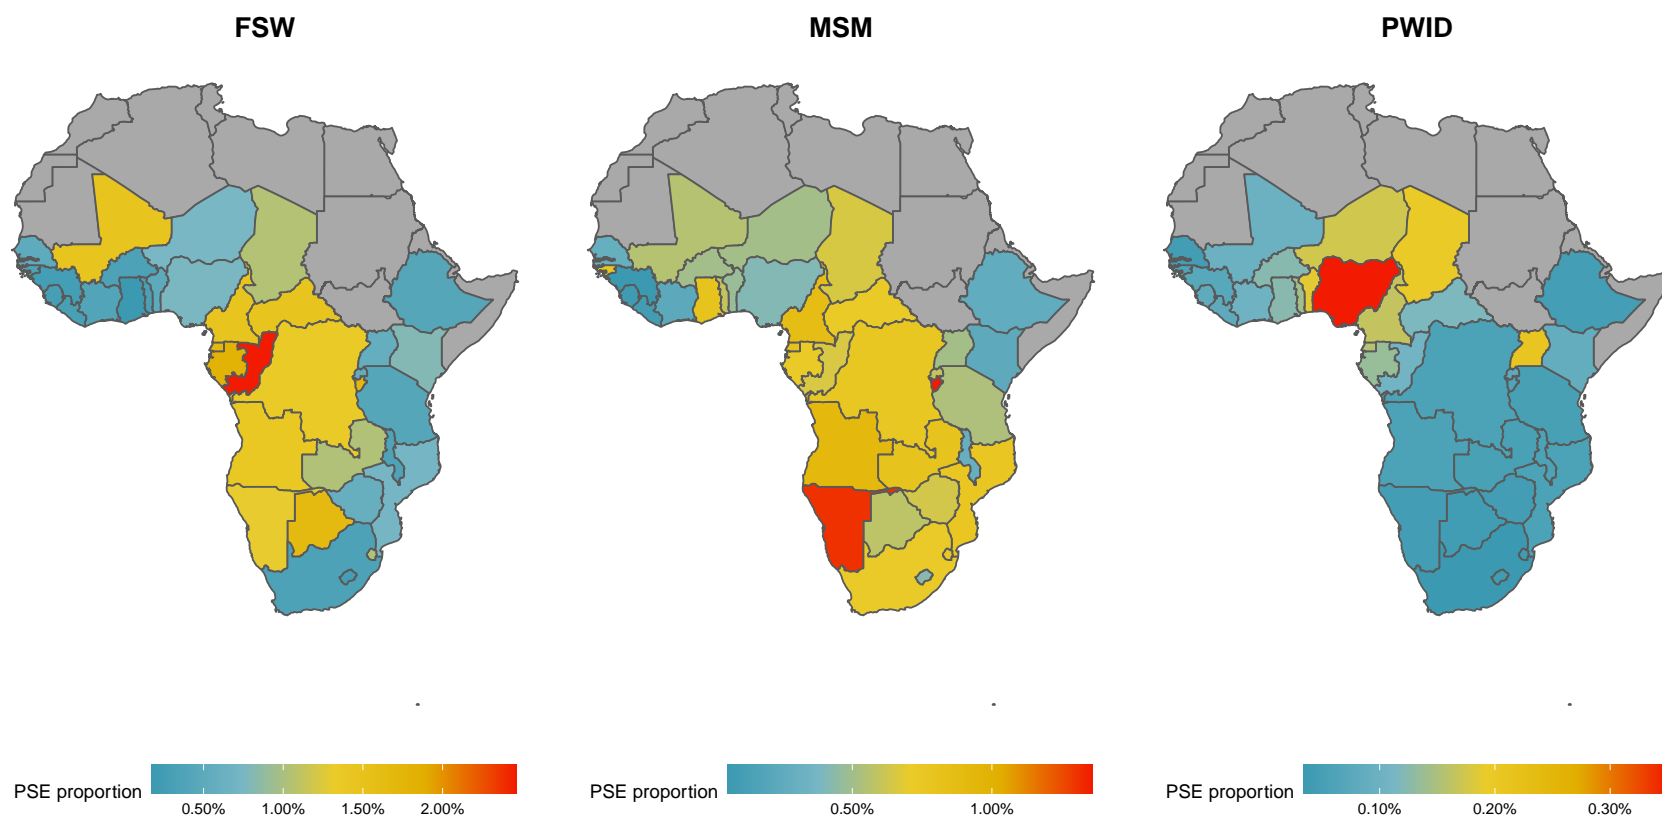 FSW
MSM
PWID
PSE proportion
0.50% 1.00% 1.50% 2.00%
PSE proportion
0.50% 1.00%
PSE proportion
0.10% 0.20% 0.30%